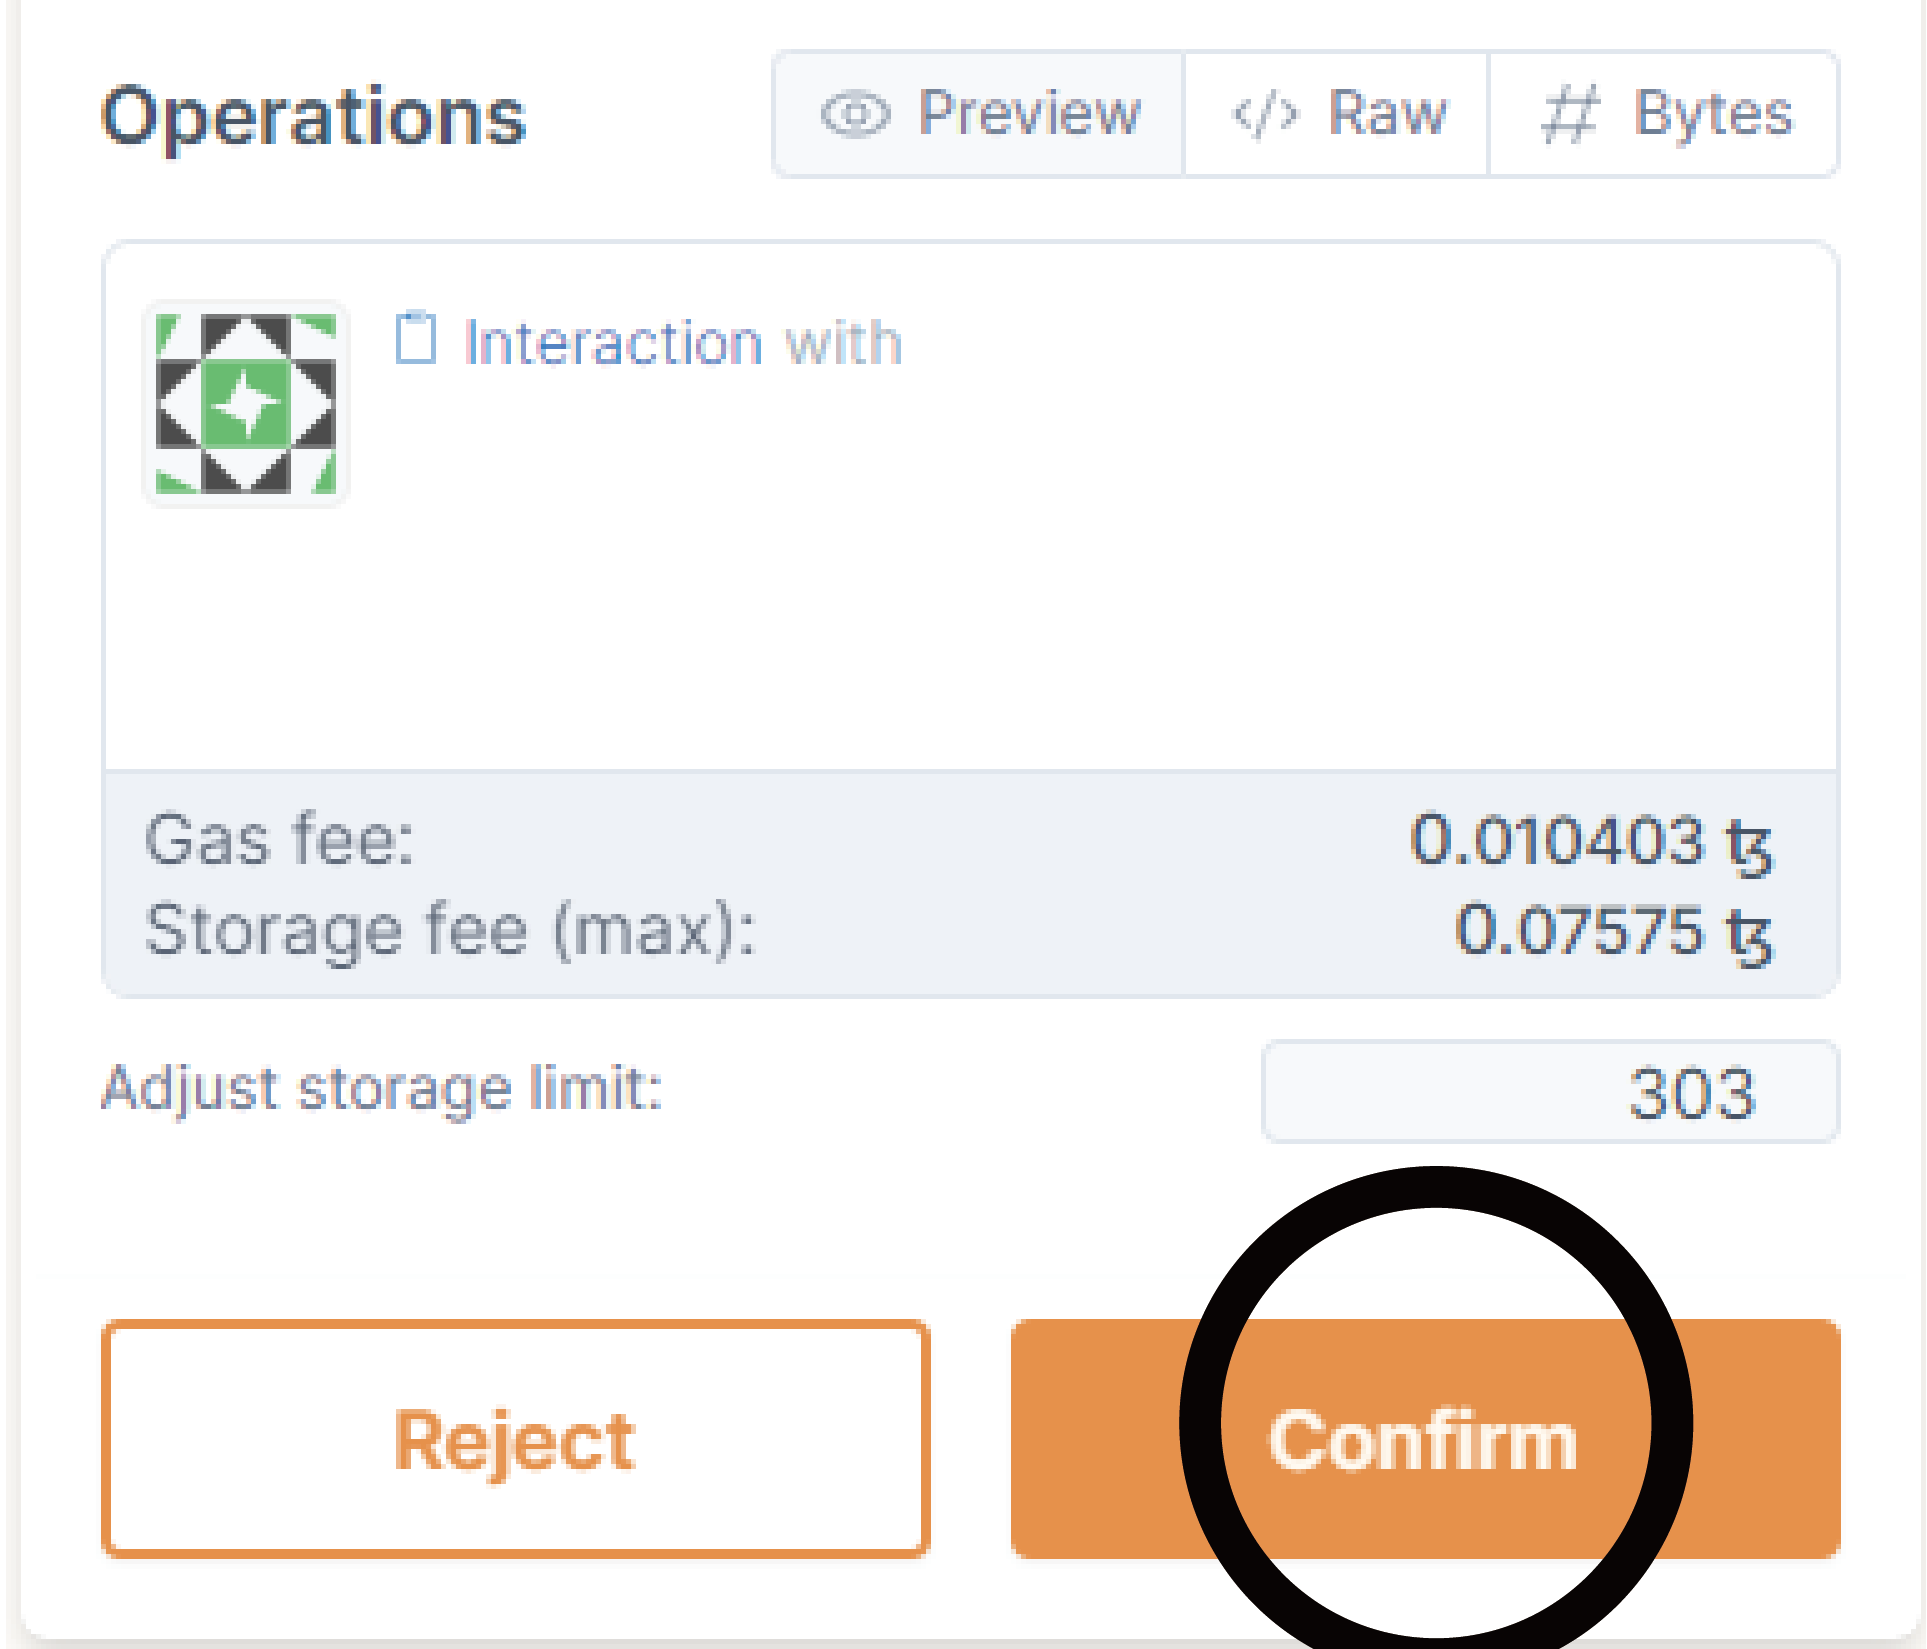 Operations
Preview
</> Raw
# Bytes
Interaction with
Gas fee: 0.010403 ꜩ
Storage fee (max): 0.07575 ꜩ
Adjust storage limit: 303
Reject
Confirm